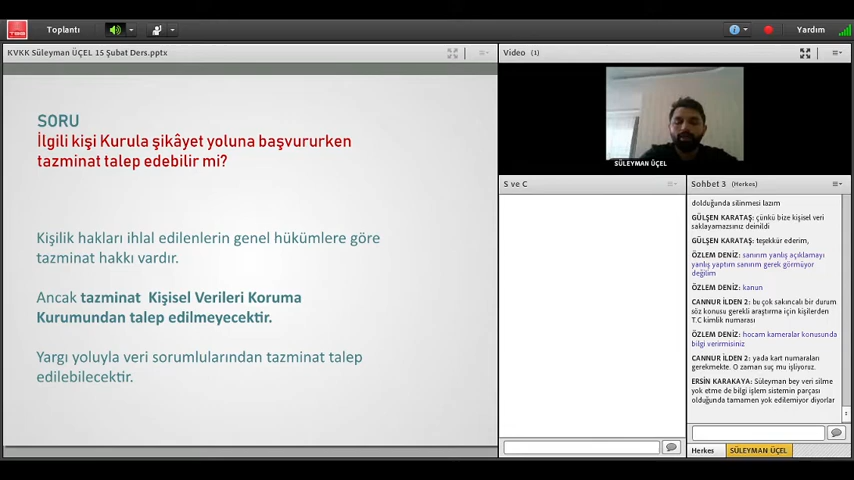 Toplantı
Yardım
KVKK Süleyman ÜÇEL 15 Şubat Ders.pptx
SORU
İlgili kişi Kurula şikâyet yoluna başvururken
tazminat talep edebilir mi?
Kişilik hakları ihlal edilenlerin genel hükümlere göre
tazminat hakkı vardır.
Ancak tazminat Kişisel Verileri Koruma
Kurumundan talep edilmeyecektir.
Yargı yoluyla veri sorumlularından tazminat talep
edilebilecektir.
Video (1)
SÜLEYMAN ÜÇEL
S ve C
Sohbet 3 (Herkes)
dolduğunda silinmesi lazım
GÜLŞEN KARATAŞ: çünkü bize kişisel veri
saklayamazsınız deinildi
GÜLŞEN KARATAŞ: teşekkür ederim,
ÖZLEM DENİZ: sanırım yanlış açıklamayı
yanlış yaptım sanırım gerek görmüyor
değilim
ÖZLEM DENİZ: kanun
CANNUR İLDEN 2: bu çok sakıncalı bir durum
söz konusu gerekli araştırma için kişilerden
T.C kimlik numarası
ÖZLEM DENİZ: hocam kameralar konusunda
bilgi verirmisiniz
CANNUR İLDEN 2: yada kart numaraları
gerekmekte. O zaman suç mu işliyoruz.
ERSİN KARAKAYA: Süleyman bey veri silme
yok etme de bilgi işlem sistemin parçası
olduğunda tamamen yok edilemiyor diyorlar
Herkes
SÜLEYMAN ÜÇEL